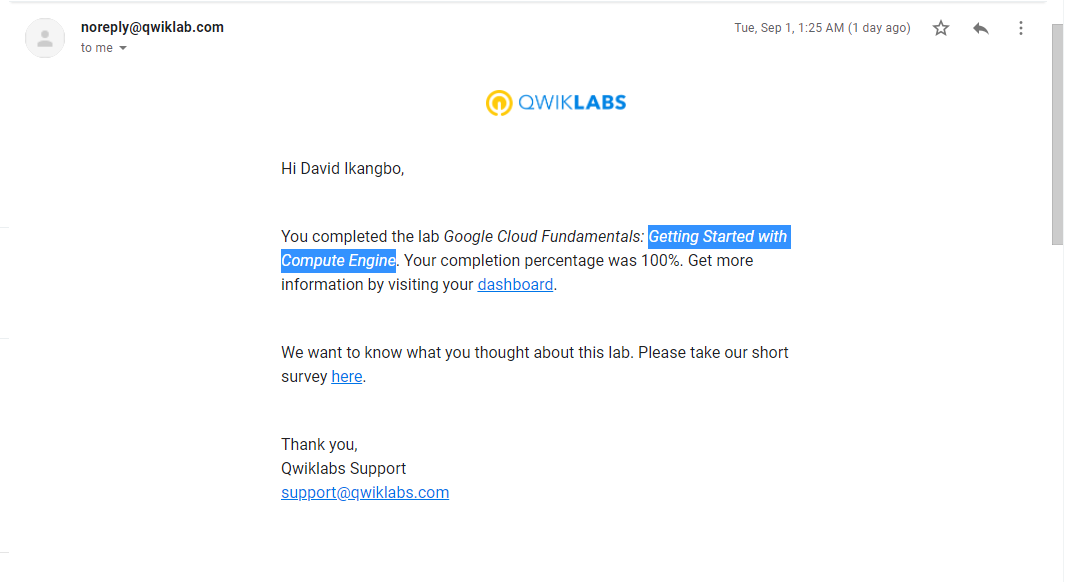 noreply@qwiklab.com
Tue, Sep 1, 1:25 AM (1 day ago)
to me
QWIKLABS
Hi David Ikangbo,
You completed the lab Google Cloud Fundamentals: Getting Started with
Compute Engine. Your completion percentage was 100%. Get more
information by visiting your dashboard.
We want to know what you thought about this lab. Please take our short
survey here.
Thank you,
Qwiklabs Support
support@qwiklabs.com